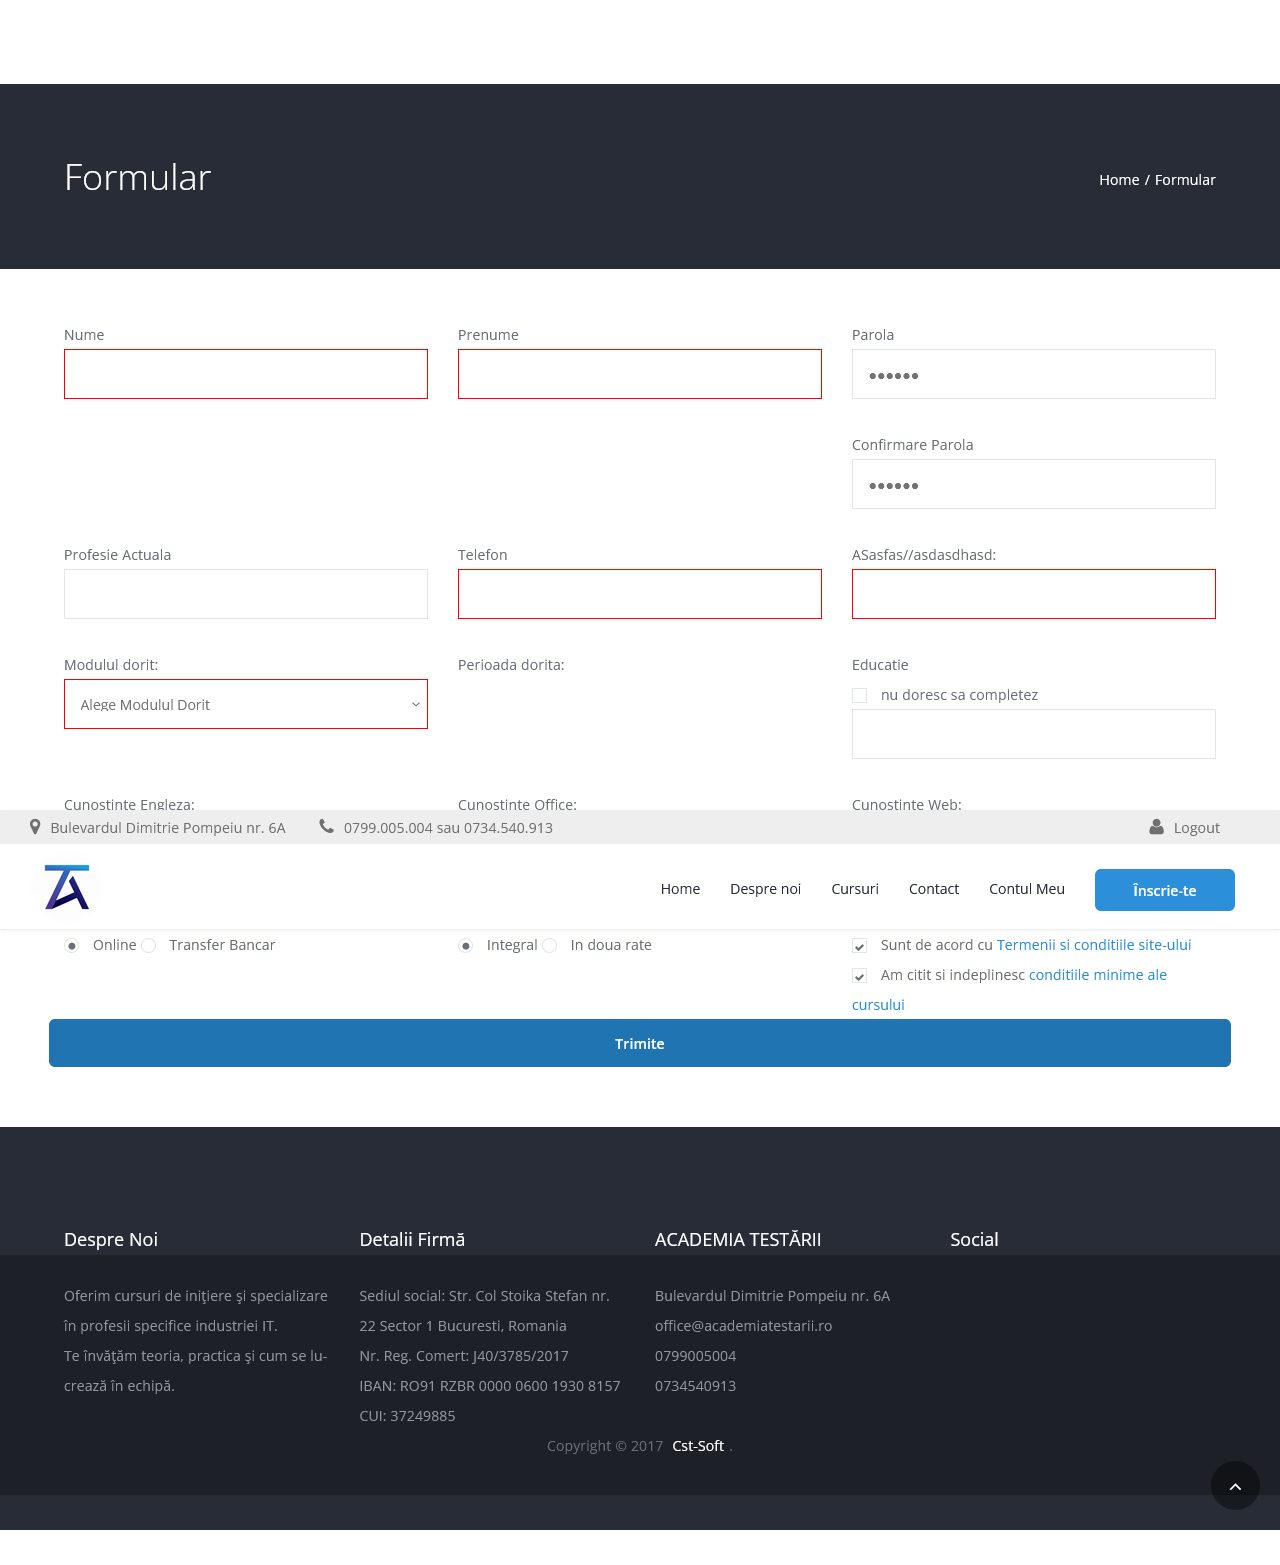 Formular
Home / Formular
Nume
Prenume
Parola
••••••
Confirmare Parola
••••••
Profesie Actuala
Telefon
ASasfas//asdasdhasd:
Modulul dorit:
Perioada dorita:
Educatie
Alege Modulul Dorit
nu doresc sa completez
Cunostinte Engleza:
Cunostinte Office:
Cunostinte Web:
Bulevardul Dimitrie Pompeiu nr. 6A
0799.005.004 sau 0734.540.913
Logout
Home
Despre noi
Cursuri
Contact
Contul Meu
Înscrie-te
Online
Transfer Bancar
Integral
In doua rate
Sunt de acord cu Termenii si conditiile site-ului
Am citit si indeplinesc conditiile minime ale
cursului
Trimite
Despre Noi
Oferim cursuri de inițiere și specializare
în profesii specifice industriei IT.
Te învățăm teoria, practica și cum se lu-
crează în echipă.
Detalii Firmă
Sediul social: Str. Col Stoika Stefan nr.
22 Sector 1 Bucuresti, Romania
Nr. Reg. Comert: J40/3785/2017
IBAN: RO91 RZBR 0000 0600 1930 8157
CUI: 37249885
ACADEMIA TESTĂRII
Bulevardul Dimitrie Pompeiu nr. 6A
office@academiatestarii.ro
0799005004
0734540913
Social
Copyright © 2017 Cst-Soft .